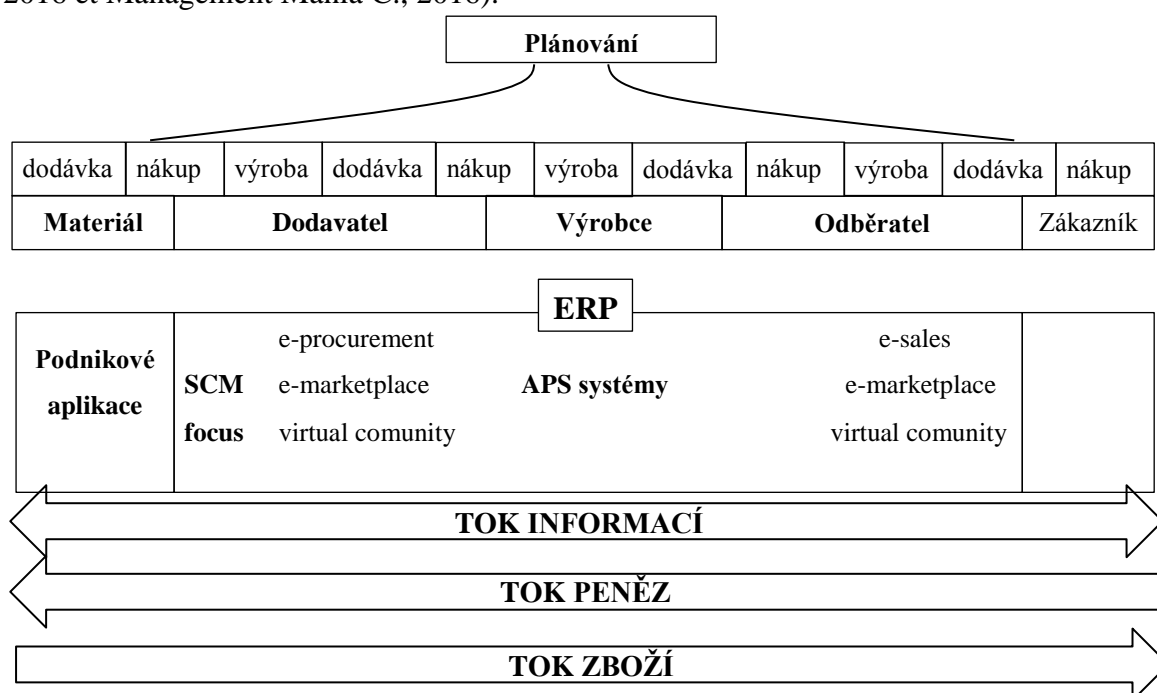 2016 et Management Mania C., 2016).
Plánování
dodávka nákup výroba dodávka nákup výroba dodávka nákup výroba dodávka nákup
Materiál Dodavatel Výrobce Odběratel Zákazník
ERP
e-procurement e-sales
Podnikové
SCM e-marketplace APS systémy e-marketplace
aplikace
focus virtual comunity virtual comunity
TOK INFORMACÍ
TOK PENĚZ
TOK ZBOŽÍ